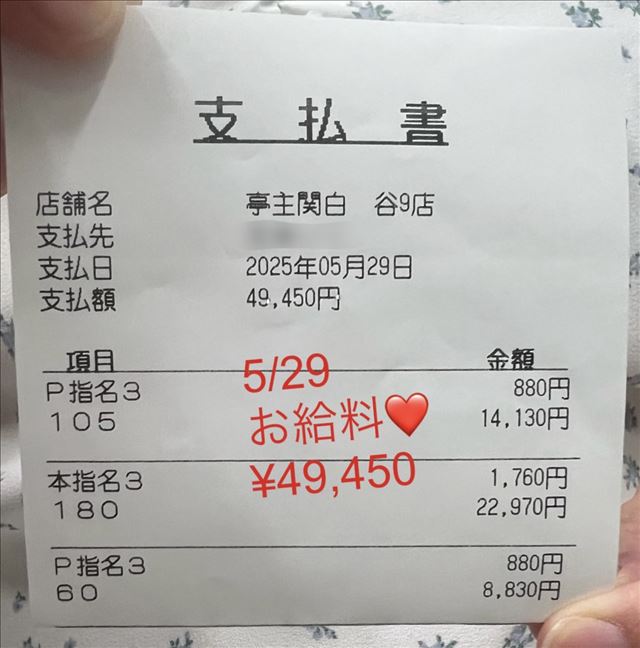 支払書
店舗名 亭主関白 谷9店
支払先
支払日 2025年05月29日
支払額 49,450円
項目 金額
P指名3 880円
105 14,130円
本指名3 1,760円
180 22,970円
P指名3 880円
60 8,830円
5/29
お給料❤️
¥49,450